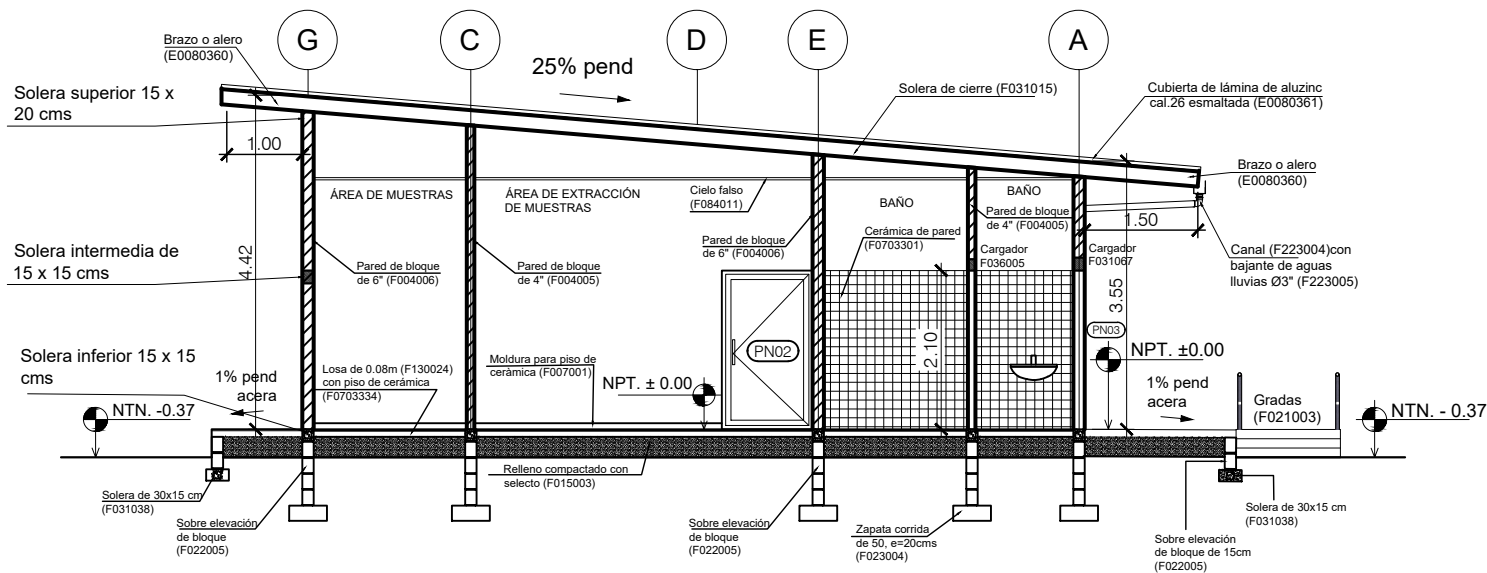 G
C
D
E
A
Brazo o alero
(E0080360)
25% pend
Solera de cierre (F031015)
Cubierta de lámina de aluzinc
cal.26 esmaltada (E0080361)
Solera superior 15 x
20 cms
1.00
Brazo o alero
(E0080360)
ÁREA DE MUESTRAS
ÁREA DE EXTRACCIÓN
DE MUESTRAS
Cielo falso
(F084011)
BAÑO
BAÑO
Pared de bloque
de 4" (F004005)
1.50
Cerámica de pared
(F0703301)
Pared de bloque
de 6" (F004006)
Cargador
F036005
Cargador
F031067
Canal (F223004)con
bajante de aguas
lluvias Ø3" (F223005)
Solera intermedia de
15 x 15 cms
4.42
Pared de bloque
de 6" (F004006)
Pared de bloque
de 4" (F004005)
3.55
2.10
PN02
PN03
NPT. ±0.00
Solera inferior 15 x 15
cms
1% pend
acera
Losa de 0.08m (F130024)
con piso de cerámica
(F0703334)
Moldura para piso de
cerámica (F007001)
NPT. ± 0.00
1% pend
acera
Gradas
(F021003)
NTN. -0.37
NTN. - 0.37
Relleno compactado con
selecto (F015003)
Solera de 30x15 cm
(F031038)
Sobre elevación
de bloque
(F022005)
Sobre elevación
de bloque
(F022005)
Zapata corrida
de 50, e=20cms
(F023004)
Solera de 30x15 cm
(F031038)
Sobre elevación
de bloque de 15cm
(F022005)